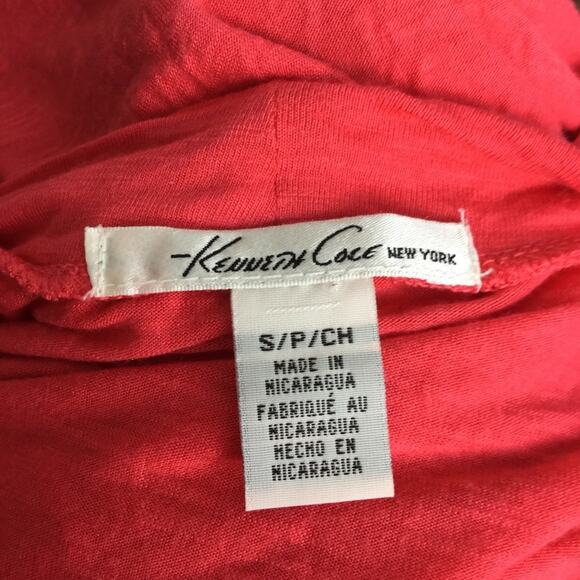 Kenneth Cole NEW YORK
S/P/CH
MADE IN
NICARAGUA
FABRIQUÉ AU
NICARAGUA
HECHO EN
NICARAGUA